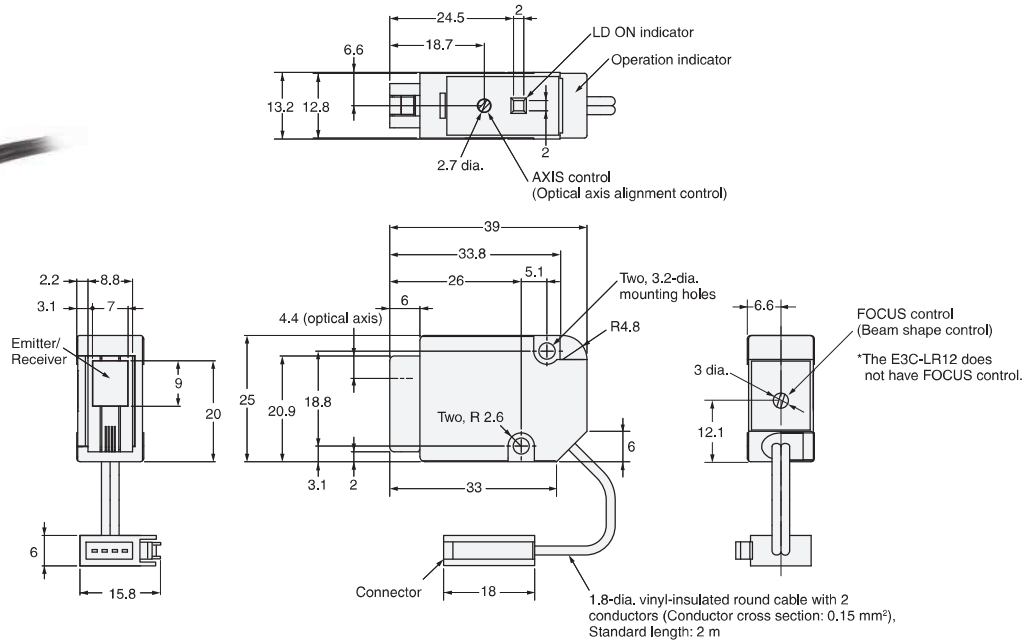 24.5
2
18.7
LD ON indicator
6.6
Operation indicator
13.2
12.8
2
2.7 dia.
AXIS control
(Optical axis alignment control)
39
33.8
2.2
8.8
26
5.1
Two, 3.2-dia.
mounting holes
3.1
7
6
6.6
FOCUS control
(Beam shape control)
4.4 (optical axis)
R4.8
Emitter/
Receiver
*The E3C-LR12 does
not have FOCUS control.
3 dia.
9
20
25
20.9
18.8
Two, R 2.6
12.1
6
3.1
2
33
6
Connector
15.8
18
1.8-dia. vinyl-insulated round cable with 2
conductors (Conductor cross section: 0.15 mm²),
Standard length: 2 m